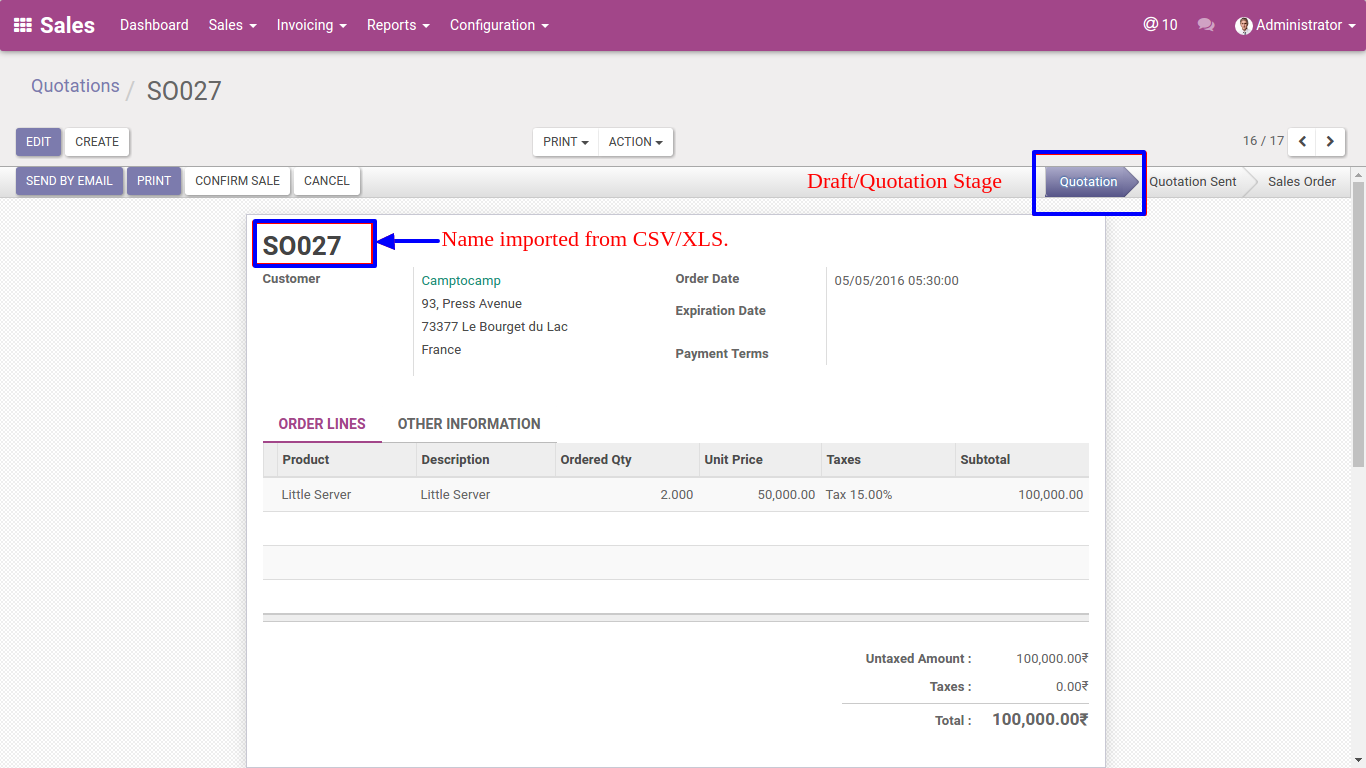 Sales Dashboard Sales Invoicing Reports Configuration @ 10 Administrator
Quotations / SO027
EDIT CREATE PRINT ACTION 16 / 17
SEND BY EMAIL PRINT CONFIRM SALE CANCEL Draft/Quotation Stage Quotation Quotation Sent Sales Order
SO027 Name imported from CSV/XLS.
Customer Camptocamp Order Date 05/05/2016 05:30:00
93, Press Avenue Expiration Date
73377 Le Bourget du Lac
France Payment Terms
ORDER LINES OTHER INFORMATION
Product Description Ordered Qty Unit Price Taxes Subtotal
Little Server Little Server 2.000 50,000.00 Tax 15.00% 100,000.00
Untaxed Amount : 100,000.00₹
Taxes : 0.00₹
Total : 100,000.00₹